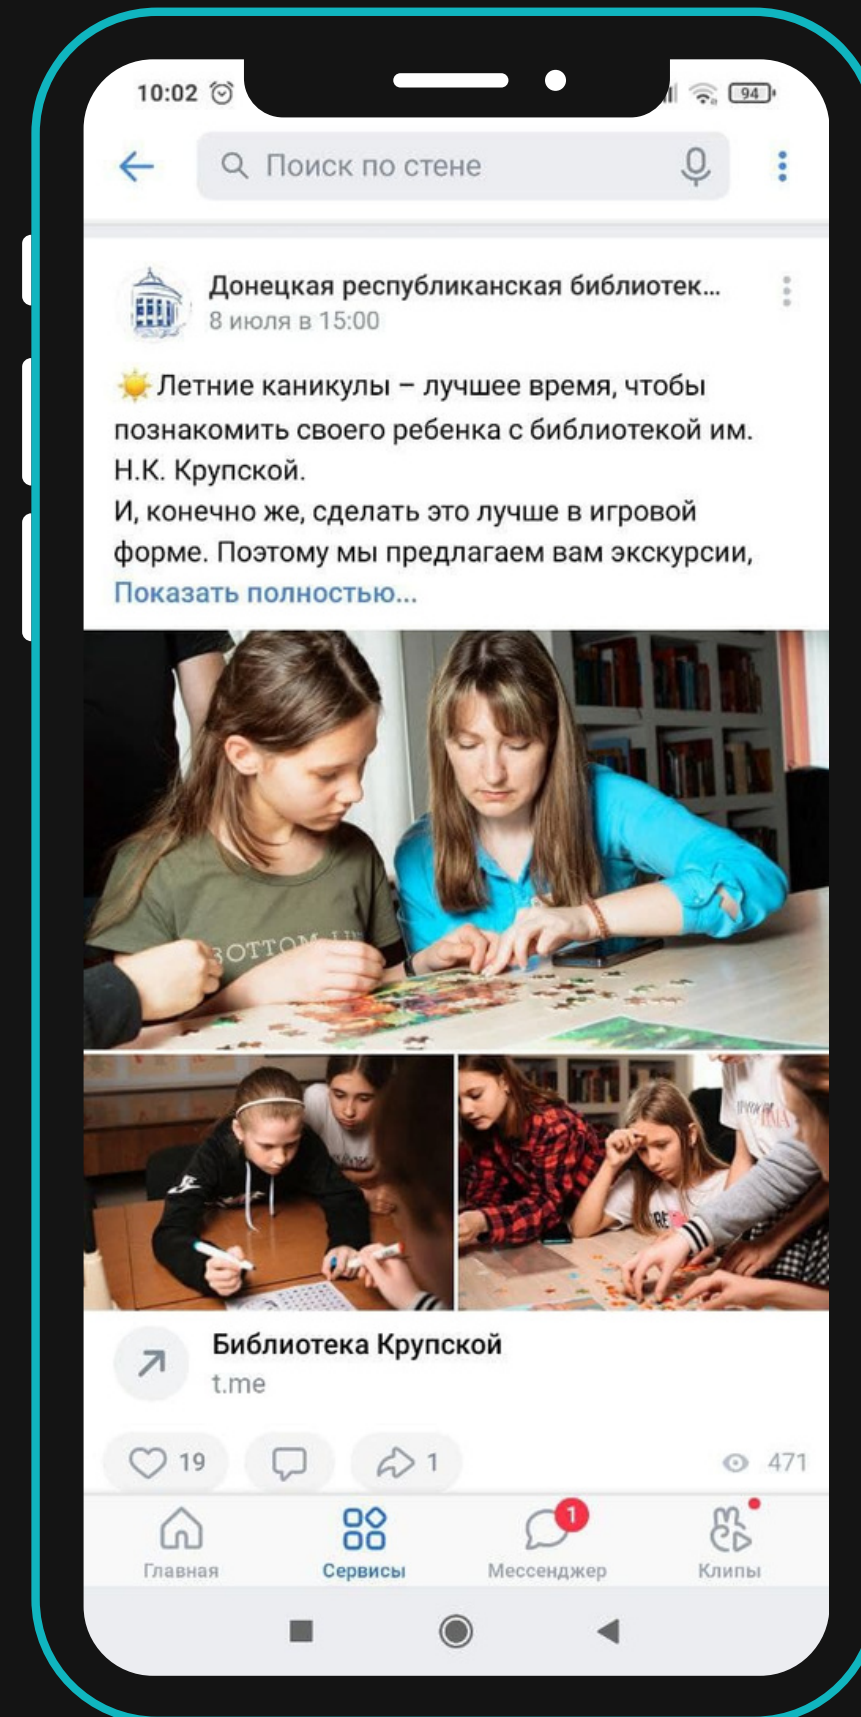 10:02
94
Поиск по стене
Донецкая республиканская библиотек...
8 июля в 15:00
Летние каникулы – лучшее время, чтобы
познакомить своего ребенка с библиотекой им.
Н.К. Крупской.
И, конечно же, сделать это лучше в игровой
форме. Поэтому мы предлагаем вам экскурсии,
Показать полностью...
BOTTOM
Библиотека Крупской
t.me
19
1
471
1
Главная
Сервисы
Мессенджер
Клипы